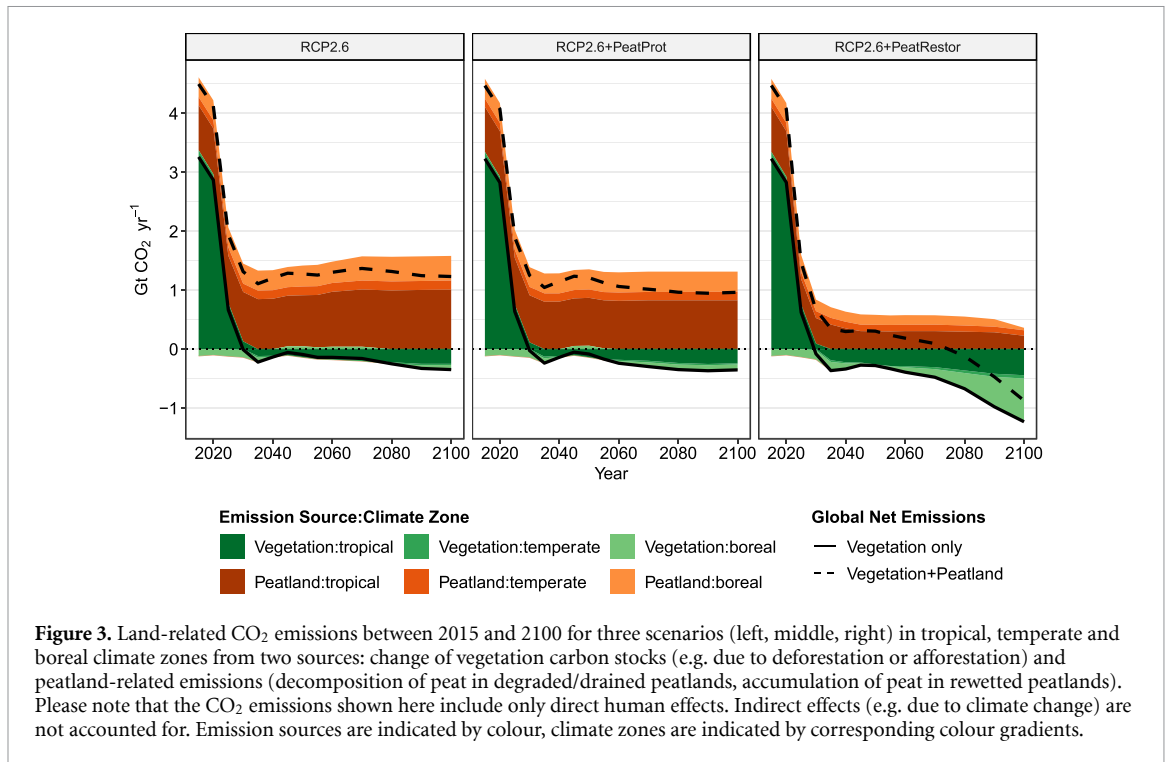 RCP2.6
RCP2.6+PeatProt
RCP2.6+PeatRestor
Gt CO₂ yr⁻¹
4
3
2
1
0
−1
2020 2040 2060 2080 2100
2020 2040 2060 2080 2100
2020 2040 2060 2080 2100
Year
Emission Source:Climate Zone
Vegetation:tropical
Vegetation:temperate
Vegetation:boreal
Peatland:tropical
Peatland:temperate
Peatland:boreal
Global Net Emissions
Vegetation only
Vegetation+Peatland
Figure 3. Land-related CO₂ emissions between 2015 and 2100 for three scenarios (left, middle, right) in tropical, temperate and
boreal climate zones from two sources: change of vegetation carbon stocks (e.g. due to deforestation or afforestation) and
peatland-related emissions (decomposition of peat in degraded/drained peatlands, accumulation of peat in rewetted peatlands).
Please note that the CO₂ emissions shown here include only direct human effects. Indirect effects (e.g. due to climate change) are
not accounted for. Emission sources are indicated by colour, climate zones are indicated by corresponding colour gradients.